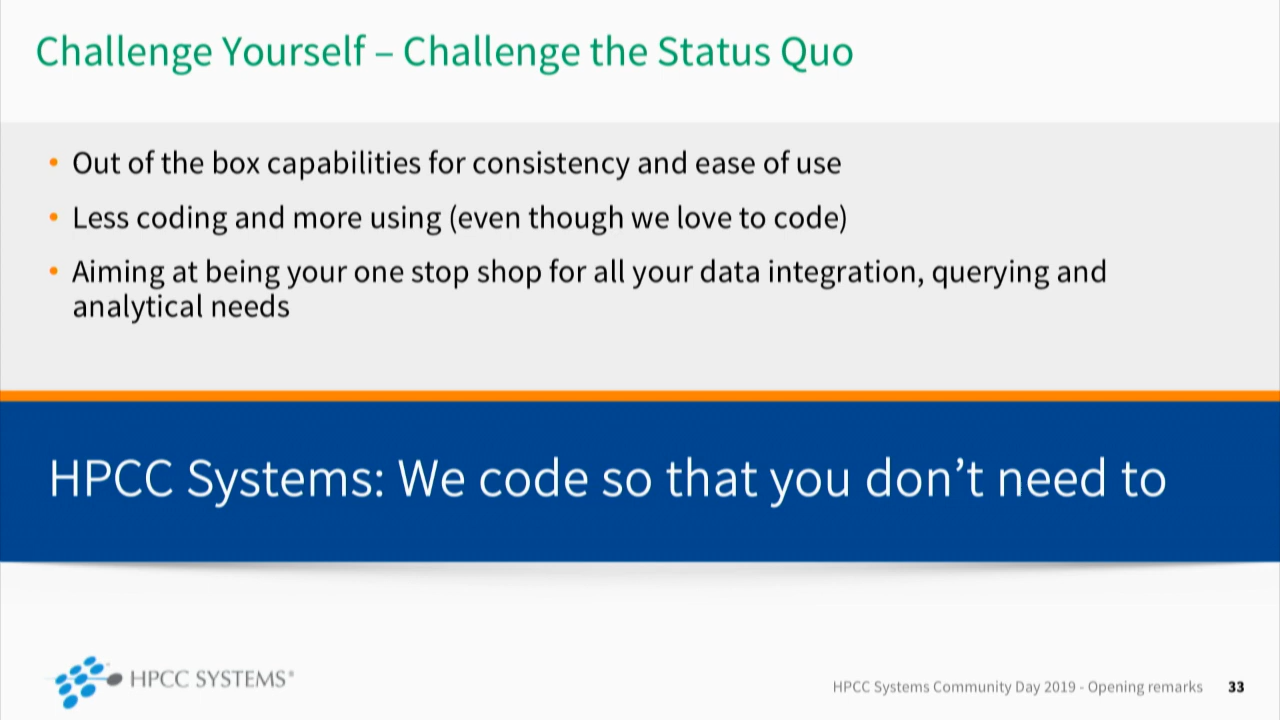 Challenge Yourself – Challenge the Status Quo
• Out of the box capabilities for consistency and ease of use
• Less coding and more using (even though we love to code)
• Aiming at being your one stop shop for all your data integration, querying and
analytical needs
HPCC Systems: We code so that you don’t need to
HPCC SYSTEMS®
HPCC Systems Community Day 2019 - Opening remarks 33